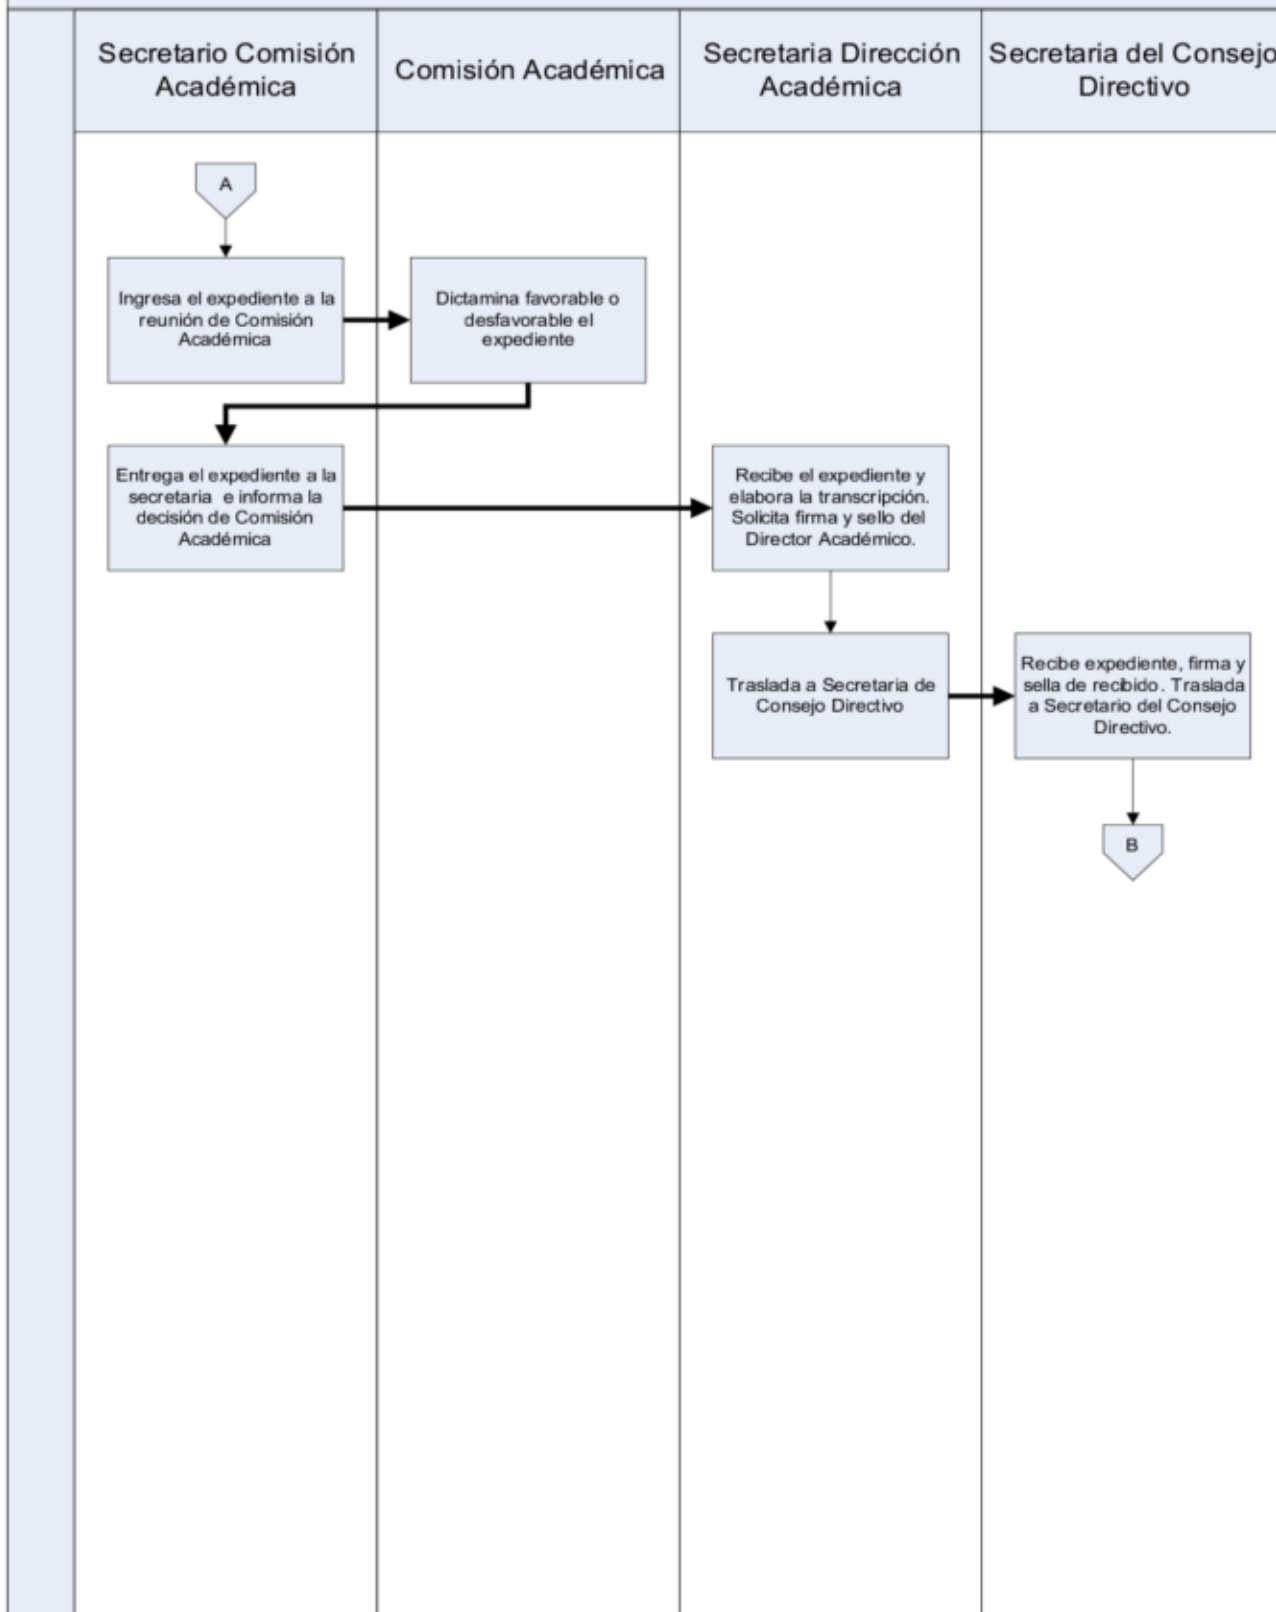 Secretario Comisión
Académica
Comisión Académica
Secretaria Dirección
Académica
Secretaria del Consejo
Directivo
A
Ingresa el expediente a la
reunión de Comisión
Académica
Dictamina favorable o
desfavorable el
expediente
Entrega el expediente a la
secretaria e informa la
decisión de Comisión
Académica
Recibe el expediente y
elabora la transcripción.
Solicita firma y sello del
Director Académico.
Traslada a Secretaria de
Consejo Directivo
Recibe expediente, firma y
sella de recibido. Traslada
a Secretario del Consejo
Directivo.
B